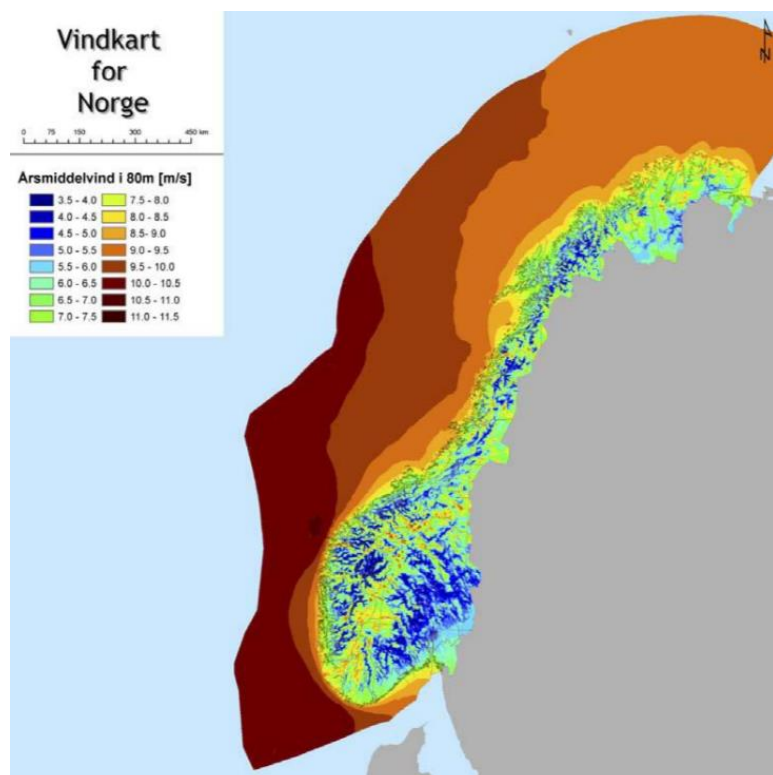 Vindkart
for
Norge
0 75 150 300 450 km
Årsmiddelvind i 80m [m/s]
3.5 - 4.0 7.5 - 8.0
4.0 - 4.5 8.0 - 8.5
4.5 - 5.0 8.5- 9.0
5.0 - 5.5 9.0 - 9.5
5.5 - 6.0 9.5 - 10.0
6.0 - 6.5 10.0 - 10.5
6.5 - 7.0 10.5 - 11.0
7.0 - 7.5 11.0 - 11.5
N